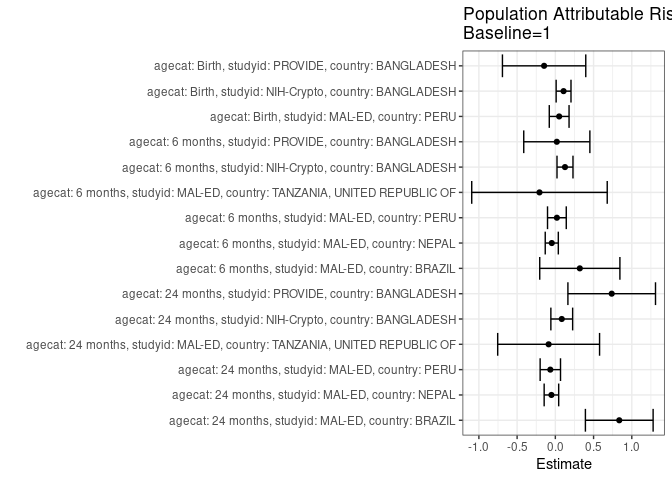 Population Attributable Ris
Baseline=1
agecat: Birth, studyid: PROVIDE, country: BANGLADESH
agecat: Birth, studyid: NIH-Crypto, country: BANGLADESH
agecat: Birth, studyid: MAL-ED, country: PERU
agecat: 6 months, studyid: PROVIDE, country: BANGLADESH
agecat: 6 months, studyid: NIH-Crypto, country: BANGLADESH
agecat: 6 months, studyid: MAL-ED, country: TANZANIA, UNITED REPUBLIC OF
agecat: 6 months, studyid: MAL-ED, country: PERU
agecat: 6 months, studyid: MAL-ED, country: NEPAL
agecat: 6 months, studyid: MAL-ED, country: BRAZIL
agecat: 24 months, studyid: PROVIDE, country: BANGLADESH
agecat: 24 months, studyid: NIH-Crypto, country: BANGLADESH
agecat: 24 months, studyid: MAL-ED, country: TANZANIA, UNITED REPUBLIC OF
agecat: 24 months, studyid: MAL-ED, country: PERU
agecat: 24 months, studyid: MAL-ED, country: NEPAL
agecat: 24 months, studyid: MAL-ED, country: BRAZIL
-1.0 -0.5 0.0 0.5 1.0
Estimate